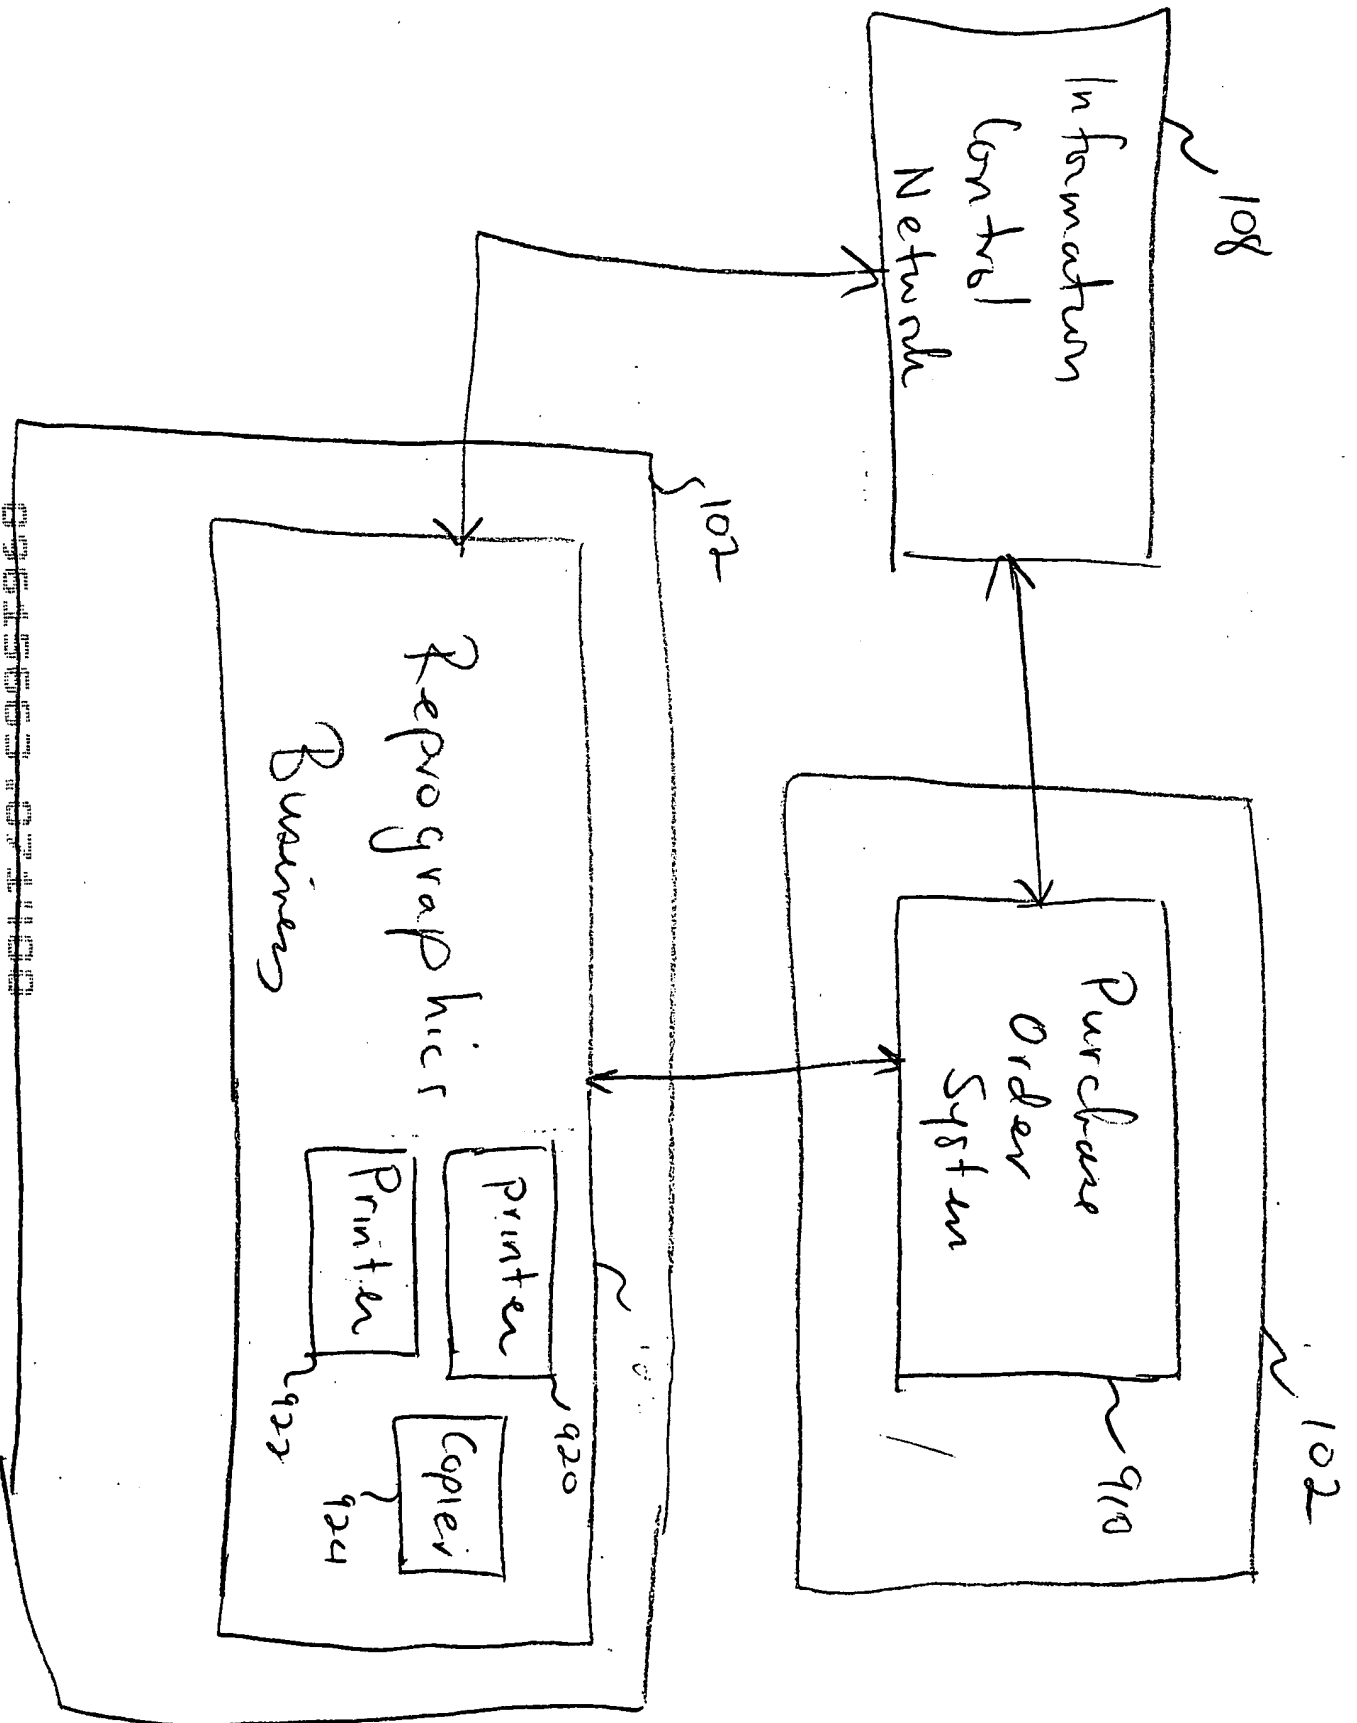 108
Information
Control
Network
102
Purchase
Order
System
910
102
Reprographics
Business
Printer
920
Printer
922
Copier
924